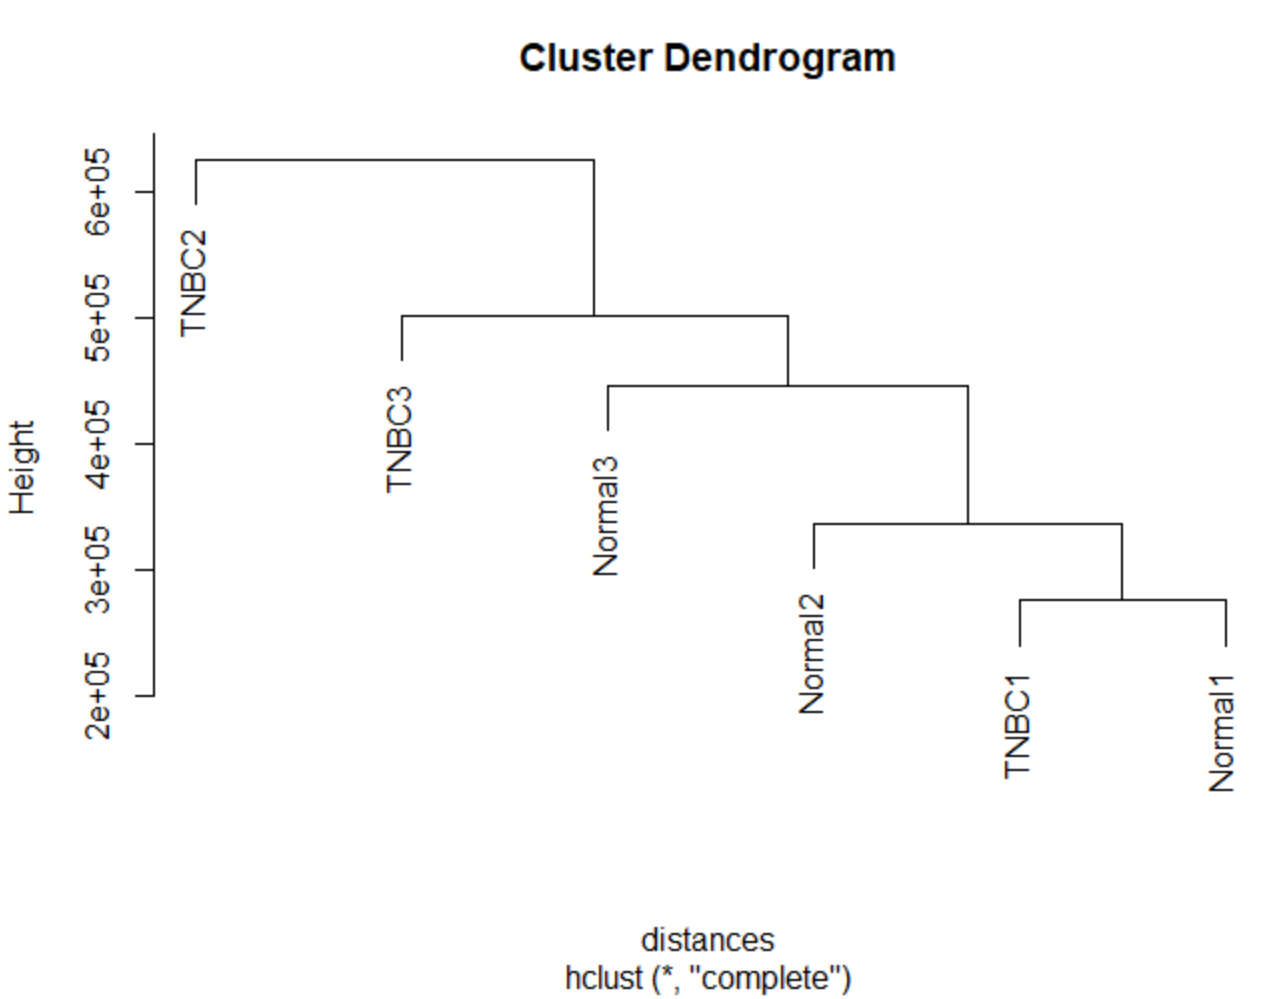 Cluster Dendrogram
Height
6e+05
5e+05
4e+05
3e+05
2e+05
TNBC2
TNBC3
Normal3
Normal2
TNBC1
Normal1
distances
hclust (*, "complete")